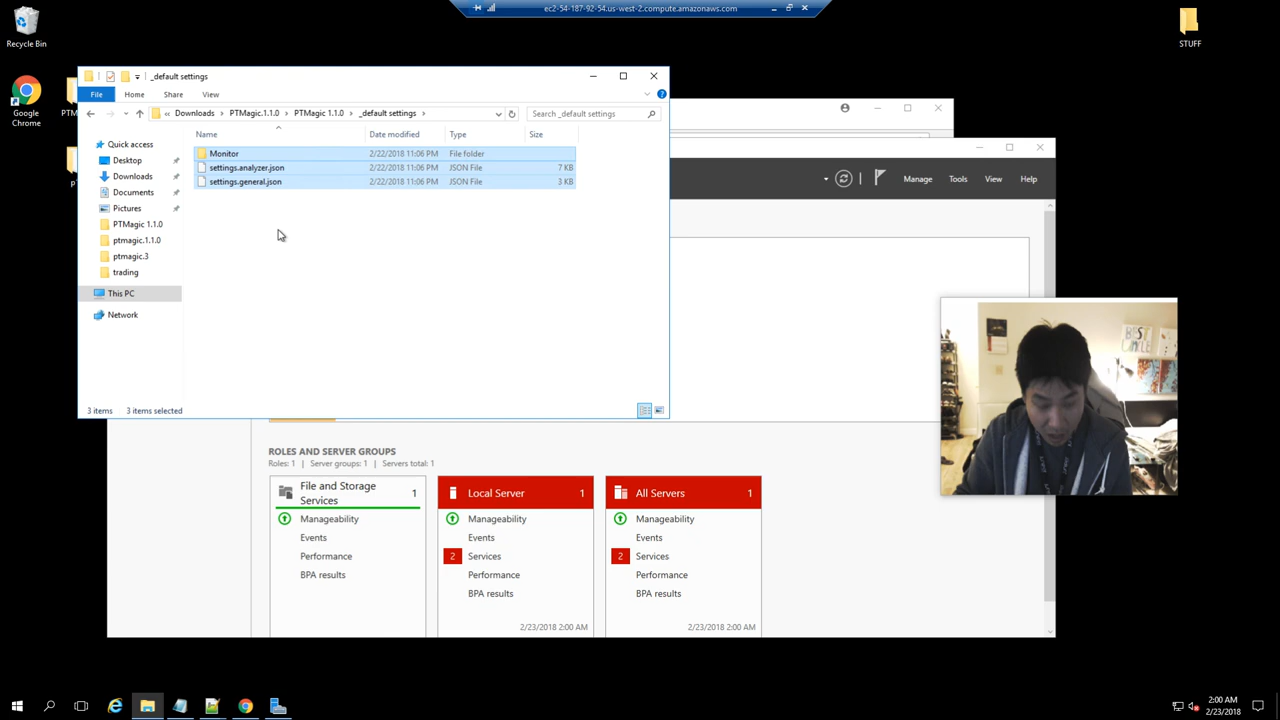 ec2-54-187-92-54.us-west-2.compute.amazonaws.com
Recycle Bin
STUFF
Google
Chrome
_default settings
File
Home
Share
View
Downloads
PTMagic.1.1.0
PTMagic 1.1.0
_default settings
Search _default settings
Name
Date modified
Type
Size
Monitor
2/22/2018 11:06 PM
File folder
settings.analyzer.json
2/22/2018 11:06 PM
JSON File
7 KB
settings.general.json
2/22/2018 11:06 PM
JSON File
3 KB
Quick access
Desktop
Downloads
Documents
Pictures
PTMagic 1.1.0
ptmagic.1.1.0
ptmagic.3
trading
This PC
Network
3 items
3 items selected
Manage
Tools
View
Help
ROLES AND SERVER GROUPS
Roles: 1 | Server groups: 1 | Servers total: 1
File and Storage
Services
1
Manageability
Events
Performance
BPA results
Local Server
1
Manageability
Events
2
Services
Performance
BPA results
2/23/2018 2:00 AM
All Servers
1
Manageability
Events
2
Services
Performance
BPA results
2/23/2018 2:00 AM
2:00 AM
2/23/2018